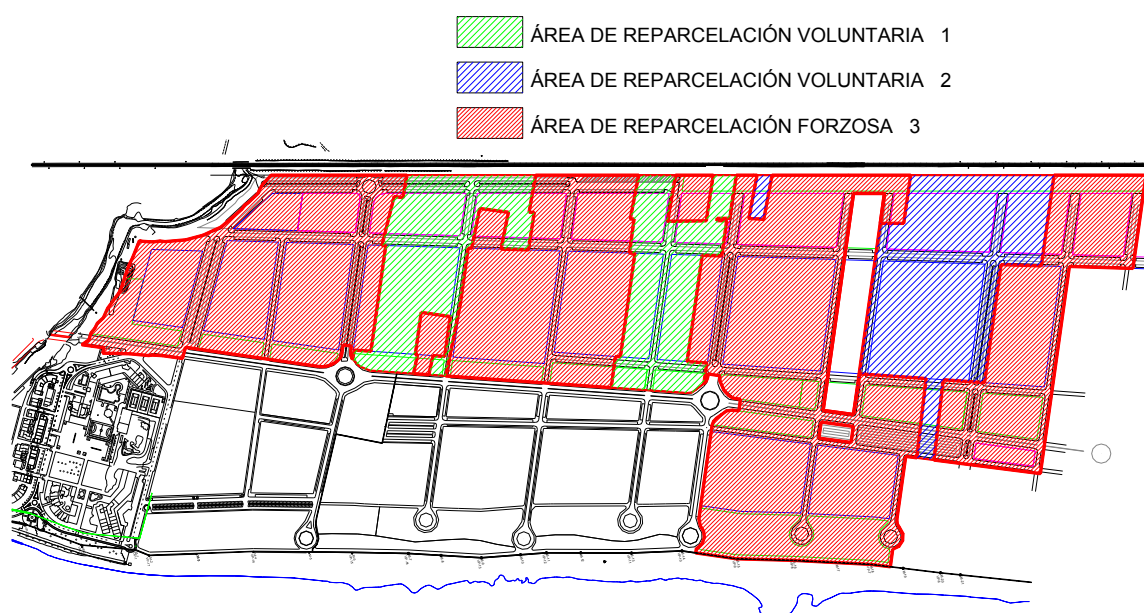 ÁREA DE REPARCELACIÓN VOLUNTARIA 1
ÁREA DE REPARCELACIÓN VOLUNTARIA 2
ÁREA DE REPARCELACIÓN FORZOSA 3